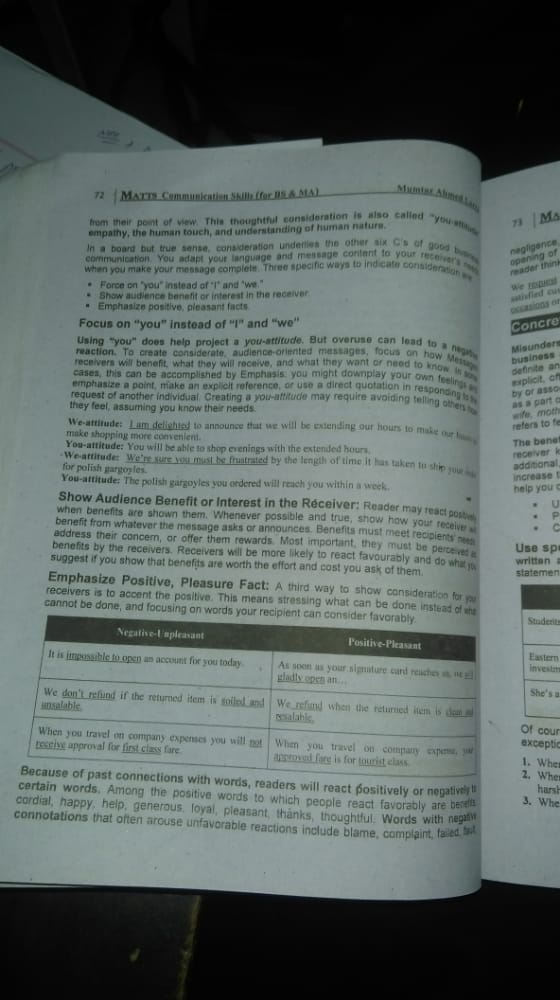 72 MATTS Communication Skills (for BS & MA) Mumtaz Ahmed
from their point of view. This thoughtful consideration is also called "you-attitude"
empathy, the human touch, and understanding of human nature.
In a board but true sense, consideration underlies the other six C's of good business
communication. You adapt your language and message content to your receiver's needs
when you make your message complete. Three specific ways to indicate consideration are
• Force on "you" instead of "I" and "we."
• Show audience benefit or interest in the receiver.
• Emphasize positive, pleasant facts.
Focus on "you" instead of "I" and "we"
Using "you" does help project a you-attitude. But overuse can lead to a negative
reaction. To create considerate, audience-oriented messages, focus on how Message
receivers will benefit, what they will receive, and what they want or need to know. In some
cases, this can be accomplished by Emphasis: you might downplay your own feelings
emphasize a point, make an explicit reference, or use a direct quotation in responding to the
request of another individual. Creating a you-attitude may require avoiding telling others how
they feel, assuming you know their needs.
We-attitude: I am delighted to announce that we will be extending our hours to make
make shopping more convenient.
You-attitude: You will be able to shop evenings with the extended hours.
We-attitude: We're sure you must be frustrated by the length of time it has taken to ship your
for polish gargoyles.
You-attitude: The polish gargoyles you ordered will reach you within a week.
Show Audience Benefit or Interest in the Receiver: Reader may react positively
when benefits are shown them. Whenever possible and true, show how your receiver will
benefit from whatever the message asks or announces. Benefits must meet recipients' needs
address their concern, or offer them rewards. Most important, they must be perceived as
benefits by the receivers. Receivers will be more likely to react favourably and do what you
suggest if you show that benefits are worth the effort and cost you ask of them.
Emphasize Positive, Pleasure Fact: A third way to show consideration for your
receivers is to accent the positive. This means stressing what can be done instead of what
cannot be done, and focusing on words your recipient can consider favorably.
Negative-Unpleasant Positive-Pleasant
It is impossible to open an account for you today. As soon as your signature card reaches us, we will
gladly open an...
We don't refund if the returned item is soiled and We refund when the returned item is clean and
unsalable. resalable.
When you travel on company expenses you will not When you travel on company expense, your
receive approval for first class fare. approved fare is for tourist class.
Because of past connections with words, readers will react positively or negatively to
certain words. Among the positive words to which people react favorably are benefits,
cordial, happy, help, generous, loyal, pleasant, thanks, thoughtful. Words with negative
connotations that often arouse unfavorable reactions include blame, complaint, failed, fault,
73 MA
negligence,
opening of
reader think
We request
satisfied cus
occasions or
Concre
Misunders
business
definite an
explicit, of
by or asso
as a part o
wife, moth
refers to fe
The benef
receiver k
additional,
increase t
help you c
• U
• P
• C
Use spe
written a
statemen
Students
Eastern
investm
She's a
Of cour
exceptio
1. When
2. When
harsh
3. Whe